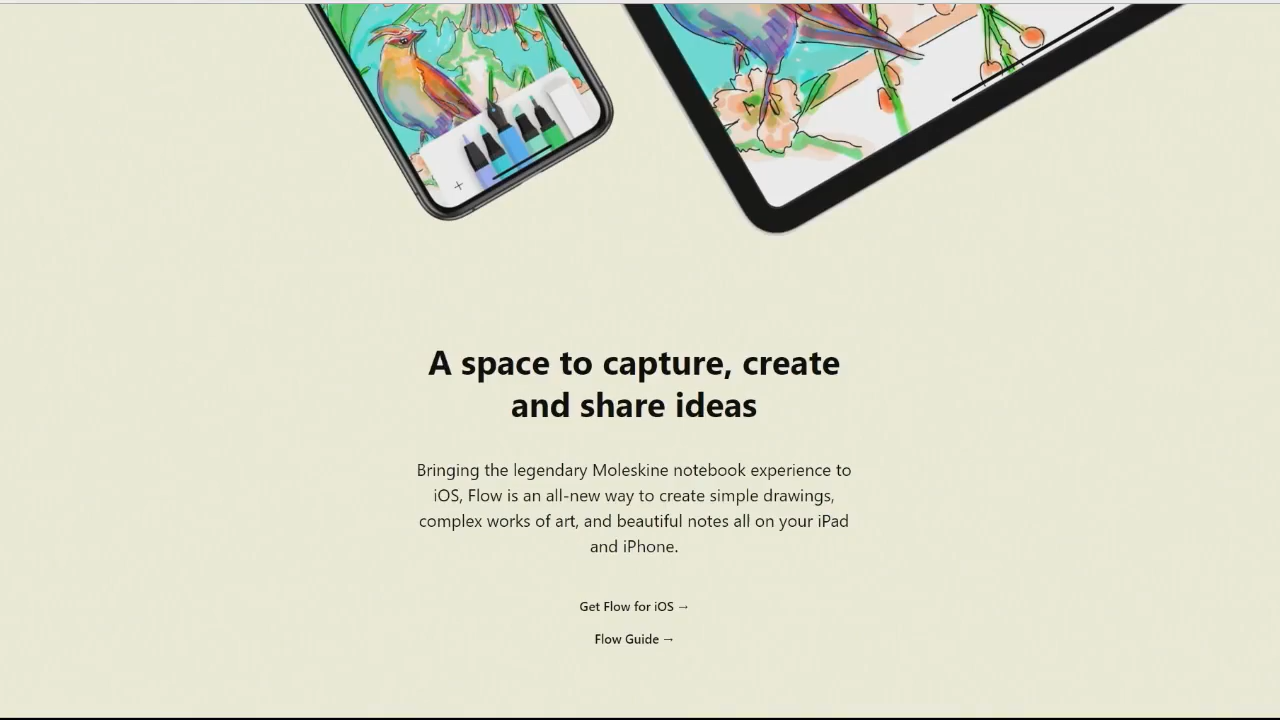 A space to capture, create
and share ideas
Bringing the legendary Moleskine notebook experience to
iOS, Flow is an all-new way to create simple drawings,
complex works of art, and beautiful notes all on your iPad
and iPhone.
Get Flow for iOS →
Flow Guide →